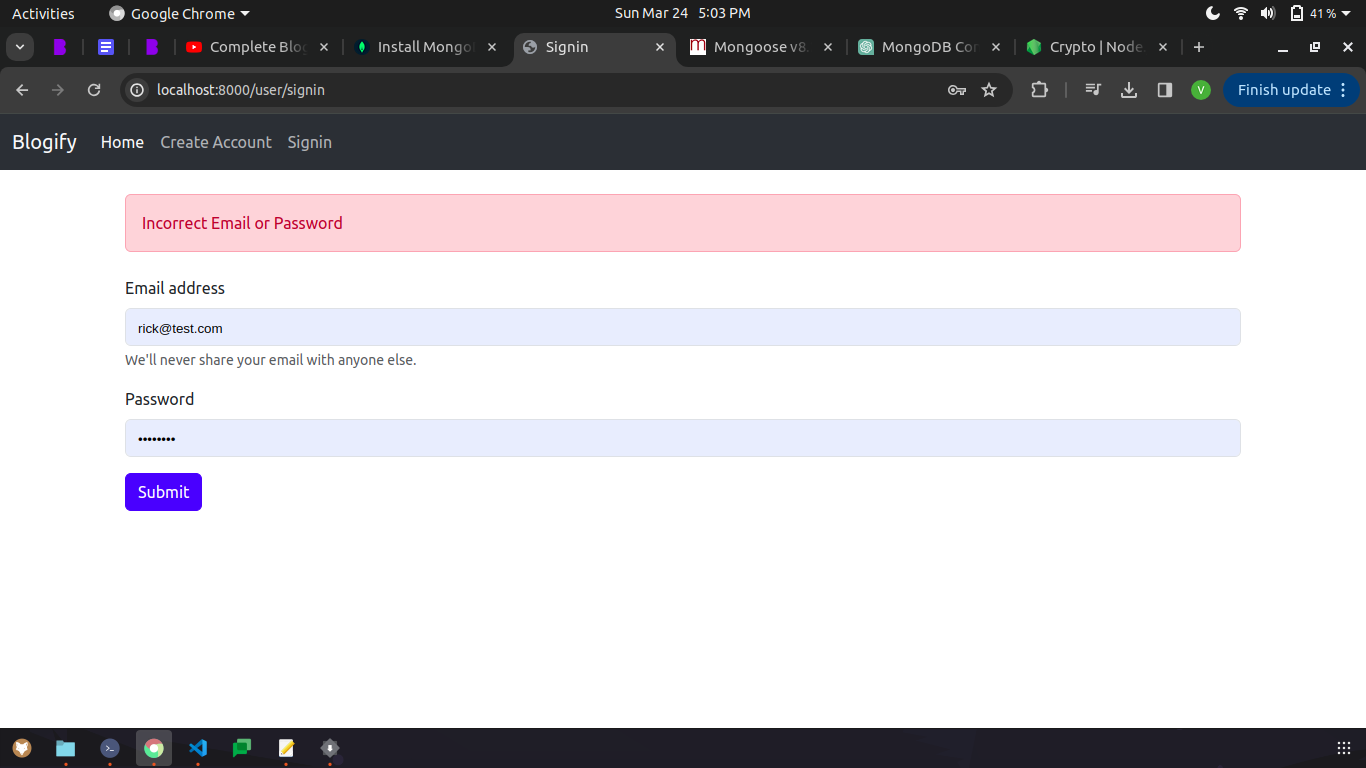 Activities Google Chrome Sun Mar 24 5:03 PM 41 %
Complete Blog Install Mongo Signin Mongoose v8. MongoDB Con Crypto | Node.
localhost:8000/user/signin V Finish update
Blogify Home Create Account Signin
Incorrect Email or Password
Email address
rick@test.com
We'll never share your email with anyone else.
Password
••••••••
Submit